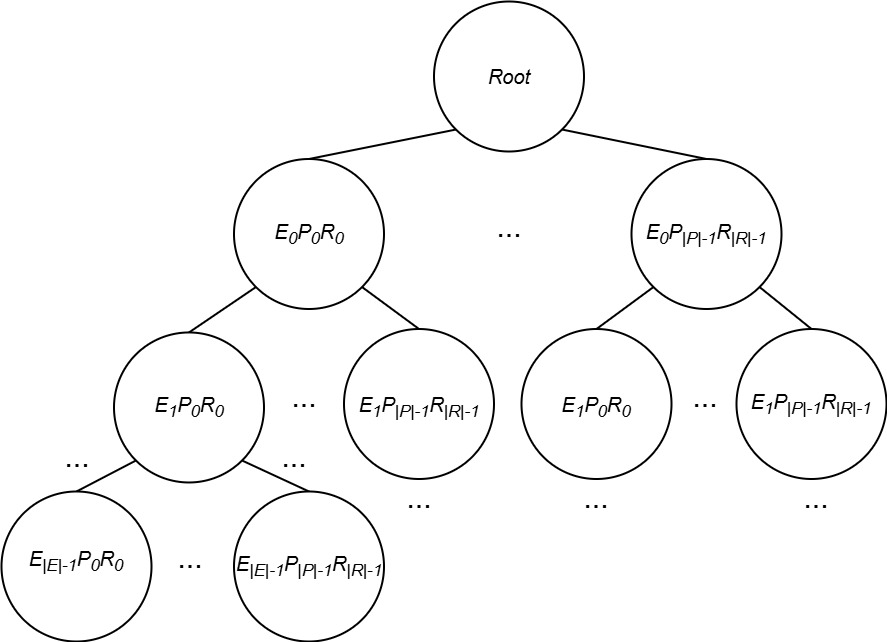 Root
E₀P₀R₀
...
E₀P|P|-1R|R|-1
E₁P₀R₀
...
E₁P|P|-1R|R|-1
E₁P₀R₀
...
E₁P|P|-1R|R|-1
...
...
...
...
...
E|E|-1P₀R₀
...
E|E|-1P|P|-1R|R|-1